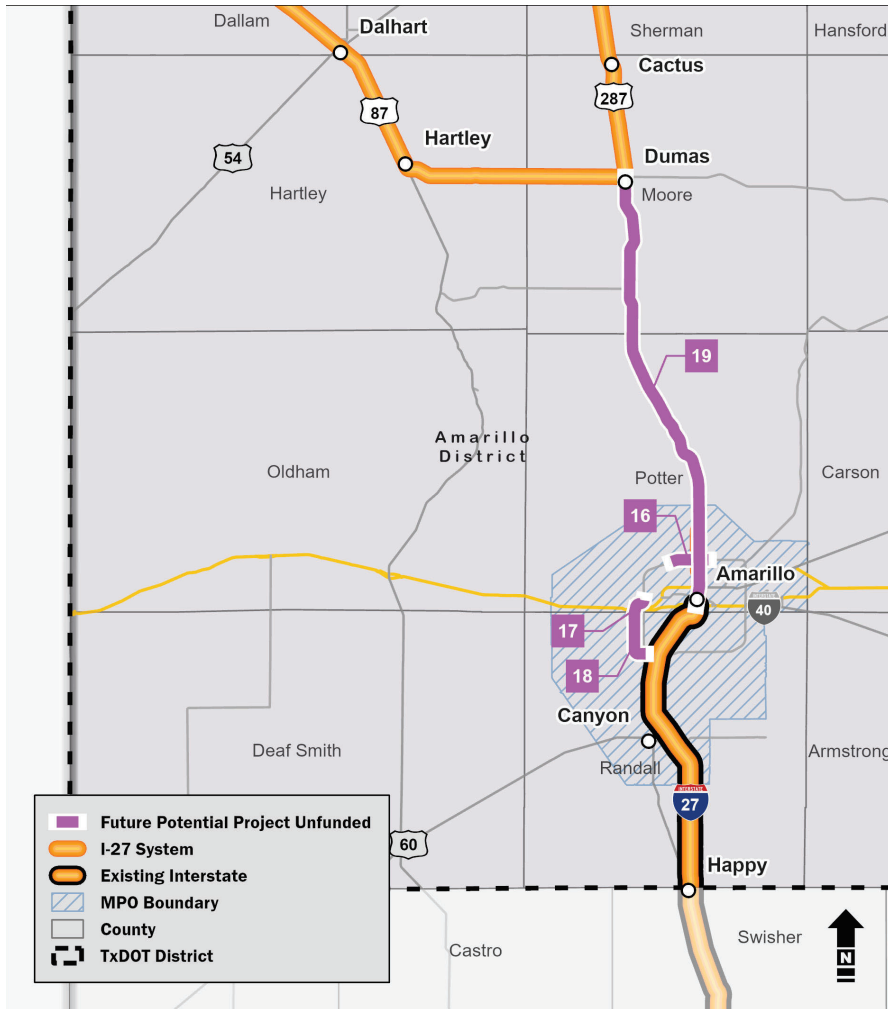 Dallam
Dalhart
Sherman
Hansford
Cactus
87
287
Hartley
54
Dumas
Hartley
Moore
19
Amarillo
District
Oldham
Potter
Carson
16
Amarillo
INTERSTATE
40
17
18
Canyon
Deaf Smith
Randall
Armstrong
INTERSTATE
27
60
Happy
Castro
Swisher
N
Future Potential Project Unfunded
I-27 System
Existing Interstate
MPO Boundary
County
TxDOT District